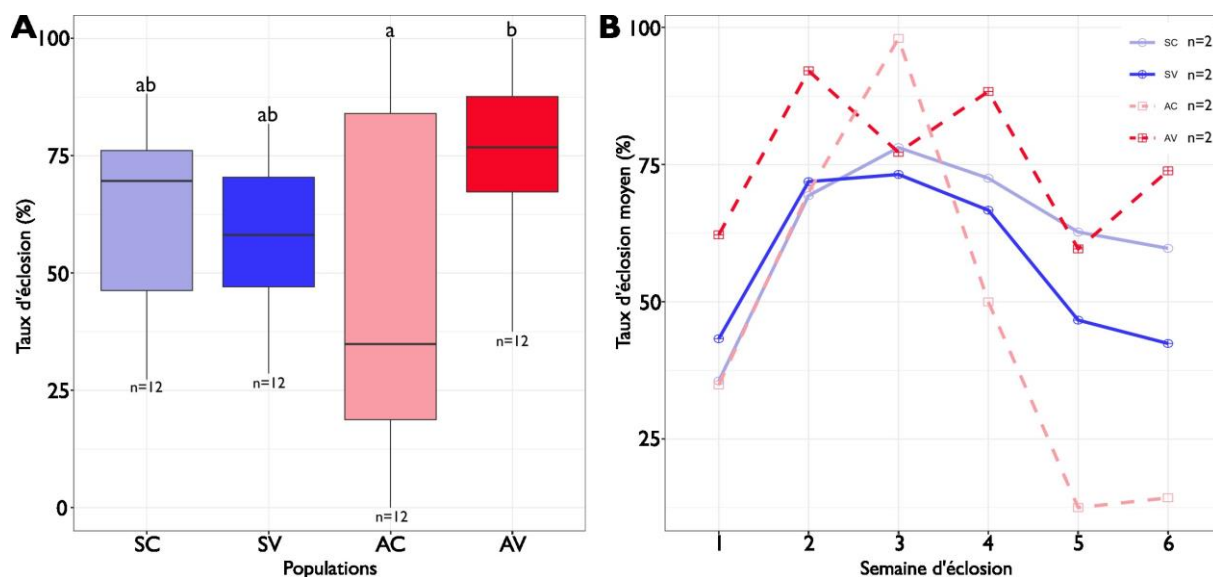 A
Taux d'éclosion (%)
100
75
50
25
0
ab
ab
a
b
n=12
n=12
n=12
n=12
SC
SV
AC
AV
Populations
B
Taux d'éclosion moyen (%)
100
75
50
25
SC n=2
SV n=2
AC n=2
AV n=2
1
2
3
4
5
6
Semaine d'éclosion